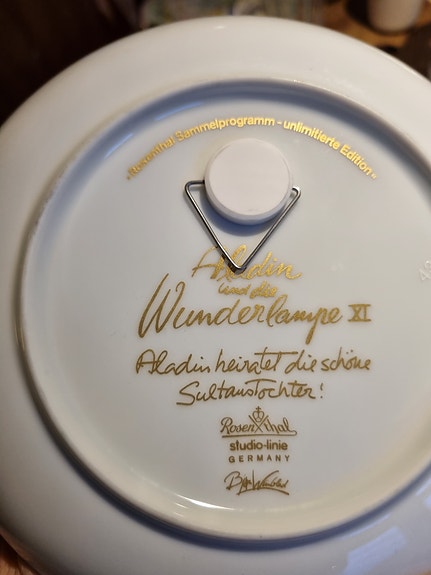 - Rosenthal Sammelprogramm - unlimitierte Edition -
Aladin
und die
Wunderlampe XI
Aladin heiratet die schöne
Sultanstochter!
Rosenthal
studio-linie
GERMANY